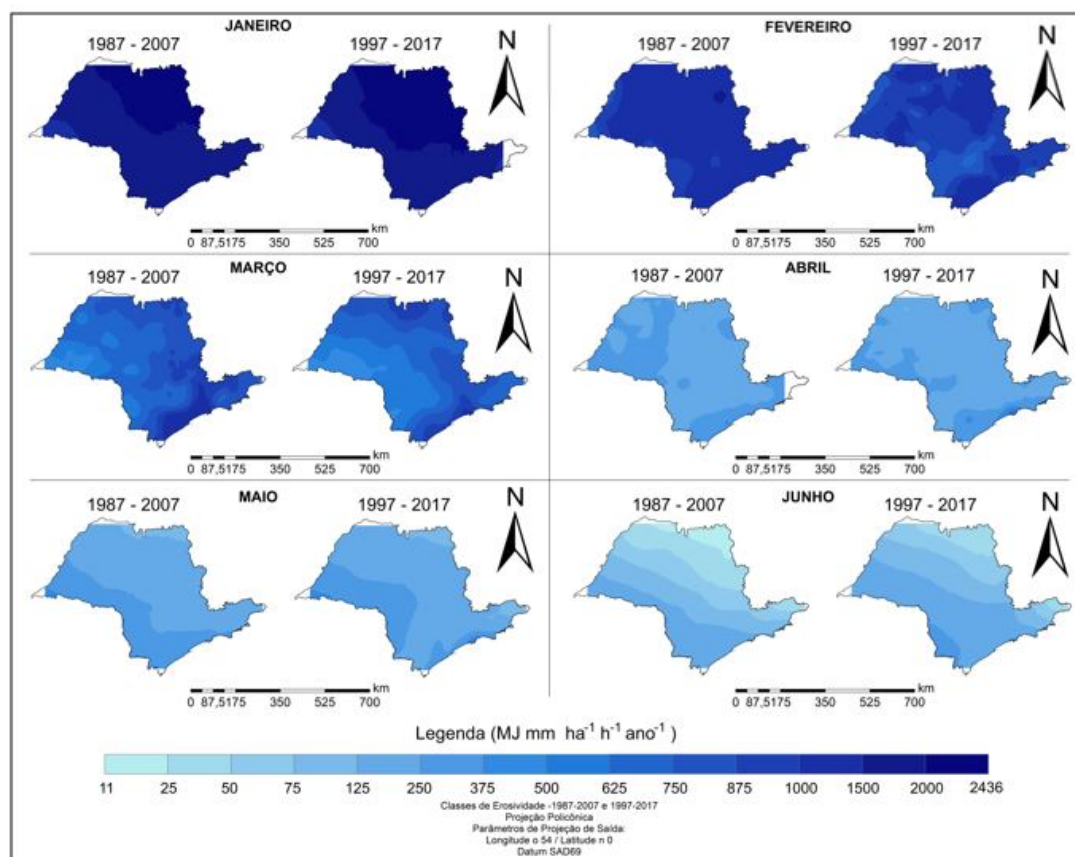 JANEIRO
1987 - 2007
1997 - 2017
N
km
0 87,5175 350 525 700
FEVEREIRO
1987 - 2007
1997 - 2017
N
km
0 87,5175 350 525 700
MARÇO
1987 - 2007
1997 - 2017
N
km
0 87,5175 350 525 700
ABRIL
1987 - 2007
1997 - 2017
N
km
0 87,5175 350 525 700
MAIO
1987 - 2007
1997 - 2017
N
km
0 87,5175 350 525 700
JUNHO
1987 - 2007
1997 - 2017
N
km
0 87,5175 350 525 700
Legenda (MJ mm ha⁻¹ h⁻¹ ano⁻¹ )
11 25 50 75 125 250 375 500 625 750 875 1000 1500 2000 2436
Classes de Erosividade -1987-2007 e 1997-2017
Projeção Policônica
Parâmetros de Projeção de Saída:
Longitude o 54 / Latitude n 0
Datum SAD69